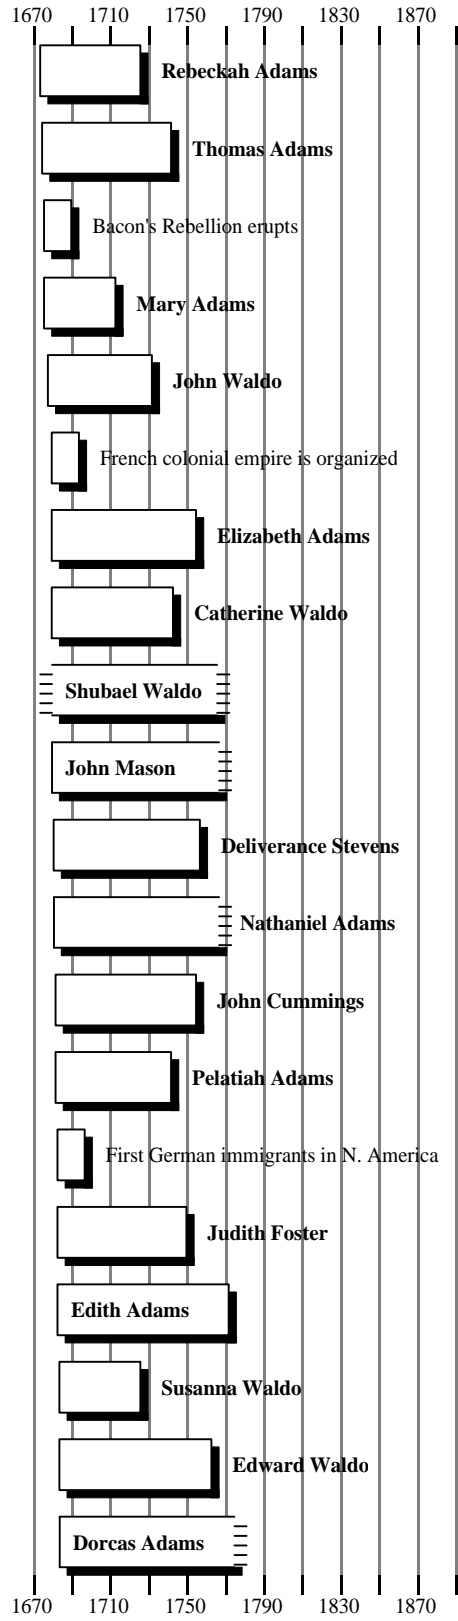 1670 1710 1750 1790 1830 1870
Rebeckah Adams
Thomas Adams
Bacon's Rebellion erupts
Mary Adams
John Waldo
French colonial empire is organized
Elizabeth Adams
Catherine Waldo
Shubael Waldo
John Mason
Deliverance Stevens
Nathaniel Adams
John Cummings
Pelatiah Adams
First German immigrants in N. America
Judith Foster
Edith Adams
Susanna Waldo
Edward Waldo
Dorcas Adams
1670 1710 1750 1790 1830 1870